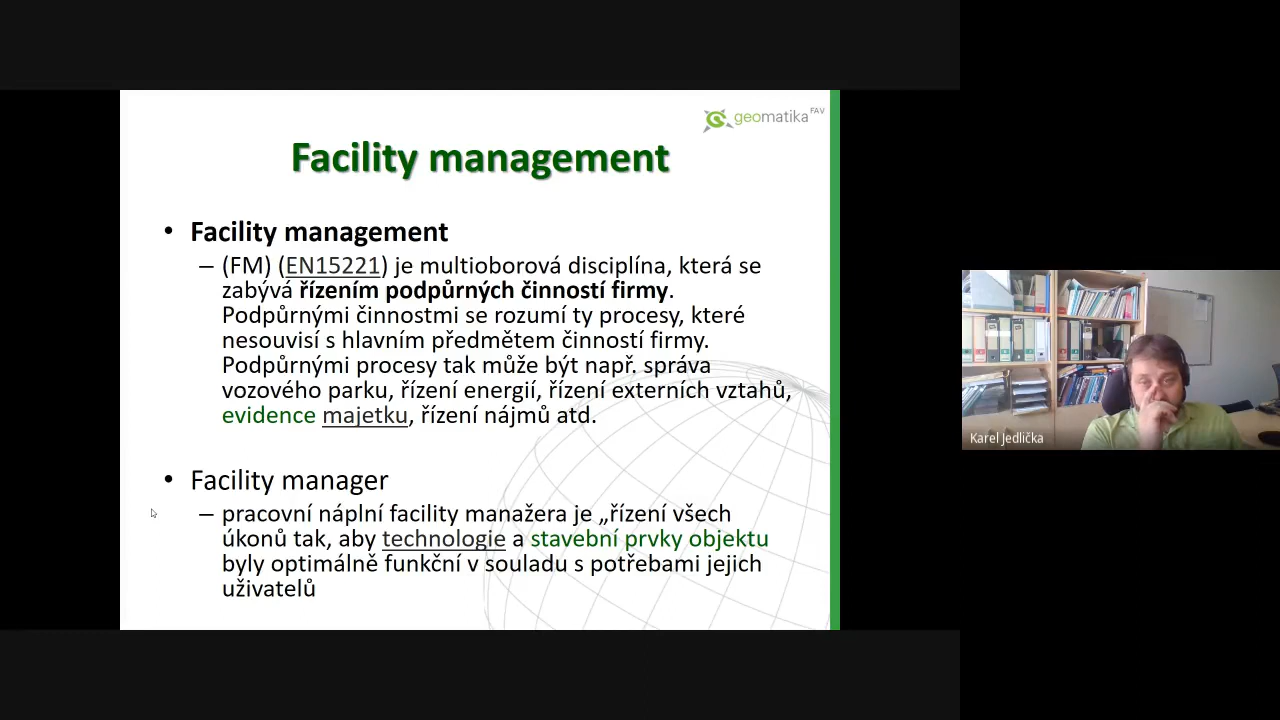 geomatika FAV
Facility management
• Facility management
– (FM) (EN15221) je multioborová disciplína, která se
zabývá řízením podpůrných činností firmy.
Podpůrnými činnostmi se rozumí ty procesy, které
nesouvisí s hlavním předmětem činností firmy.
Podpůrnými procesy tak může být např. správa
vozového parku, řízení energií, řízení externích vztahů,
evidence majetku, řízení nájmů atd.
• Facility manager
– pracovní náplní facility manažera je „řízení všech
úkonů tak, aby technologie a stavební prvky objektu
byly optimálně funkční v souladu s potřebami jejich
uživatelů
Karel Jedlička